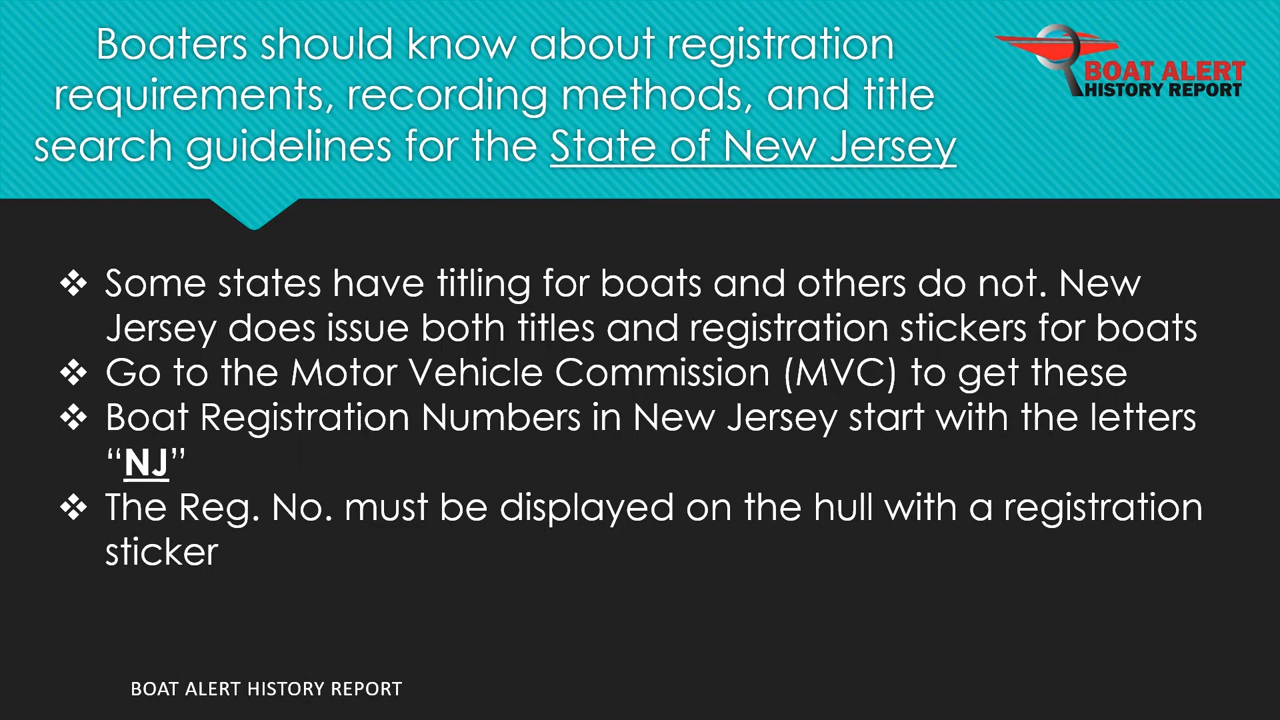 Boaters should know about registration
requirements, recording methods, and title
search guidelines for the State of New Jersey
BOAT ALERT
HISTORY REPORT
❖ Some states have titling for boats and others do not. New
Jersey does issue both titles and registration stickers for boats
❖ Go to the Motor Vehicle Commission (MVC) to get these
❖ Boat Registration Numbers in New Jersey start with the letters
“NJ”
❖ The Reg. No. must be displayed on the hull with a registration
sticker
BOAT ALERT HISTORY REPORT